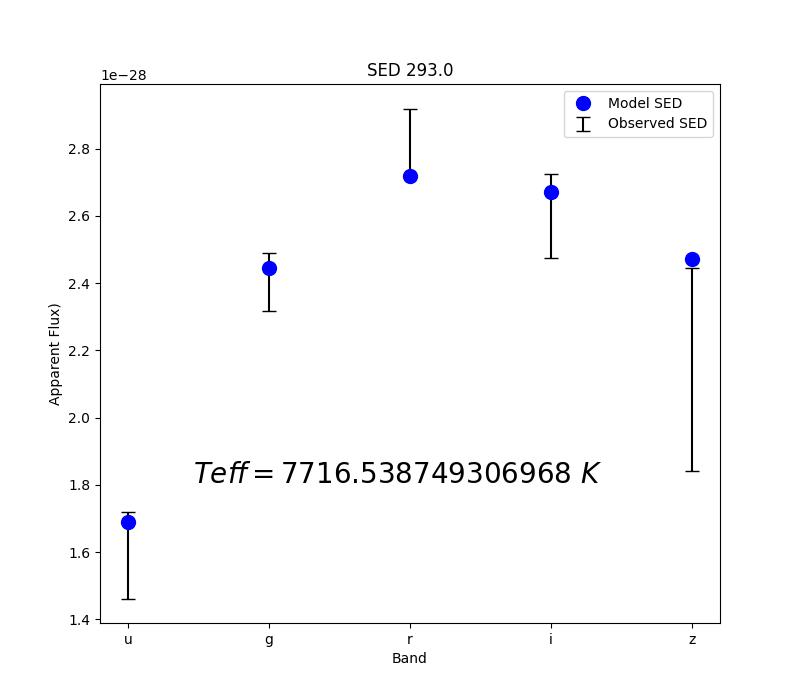 SED 293.0
1e−28
Model SED
Observed SED
2.8
2.6
2.4
2.2
2.0
1.8
1.6
1.4
Apparent Flux)
Teff = 7716.538749306968 K
u g r i z
Band